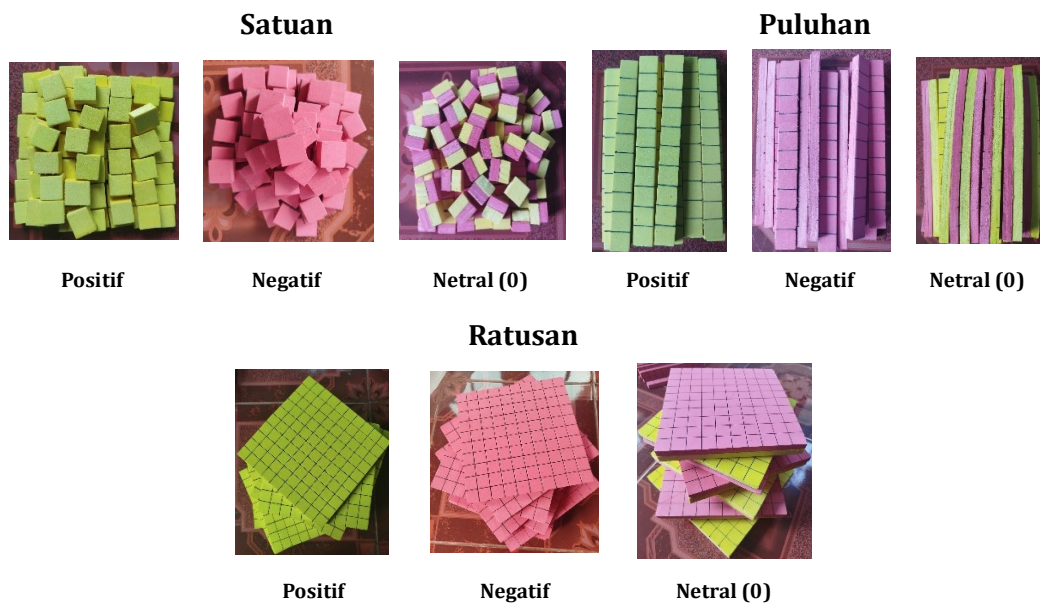 Satuan
Puluhan
Positif
Negatif
Netral (0)
Positif
Negatif
Netral (0)
Ratusan
Positif
Negatif
Netral (0)